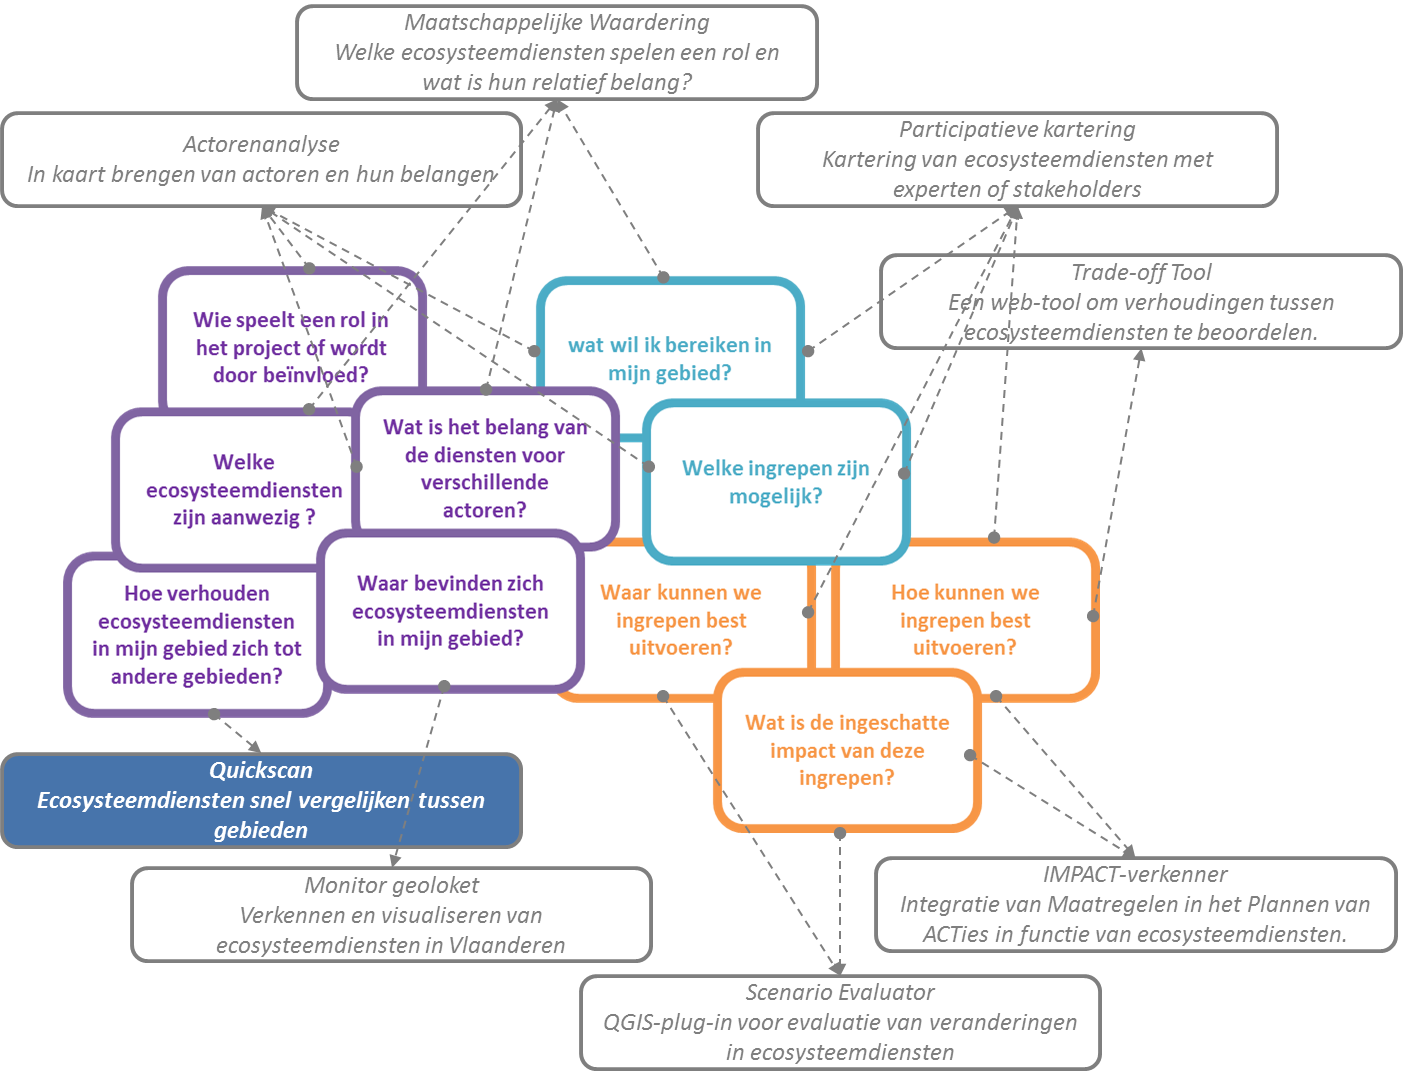 Maatschappelijke Waardering
Welke ecosysteemdiensten spelen een rol en
wat is hun relatief belang?
Actorenanalyse
In kaart brengen van actoren en hun belangen
Participatieve kartering
Kartering van ecosysteemdiensten met
experten of stakeholders
Trade-off Tool
Een web-tool om verhoudingen tussen
ecosysteemdiensten te beoordelen.
Wie speelt een rol in
het project of wordt
door beïnvloed?
wat wil ik bereiken in
mijn gebied?
Welke
ecosysteemdiensten
zijn aanwezig ?
Wat is het belang van
de diensten voor
verschillende
actoren?
Welke ingrepen zijn
mogelijk?
Hoe verhouden
ecosysteemdiensten
in mijn gebied zich tot
andere gebieden?
Waar bevinden zich
ecosysteemdiensten
in mijn gebied?
Waar kunnen we
ingrepen best
uitvoeren?
Hoe kunnen we
ingrepen best
uitvoeren?
Wat is de ingeschatte
impact van deze
ingrepen?
Quickscan
Ecosysteemdiensten snel vergelijken tussen
gebieden
Monitor geoloket
Verkennen en visualiseren van
ecosysteemdiensten in Vlaanderen
IMPACT-verkenner
Integratie van Maatregelen in het Plannen van
ACTies in functie van ecosysteemdiensten.
Scenario Evaluator
QGIS-plug-in voor evaluatie van veranderingen
in ecosysteemdiensten